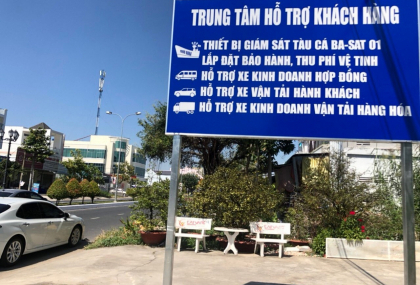 TRUNG TÂM HỖ TRỢ KHÁCH HÀNG
THIẾT BỊ GIÁM SÁT TÀU CÁ BA-SAT 01
LẮP ĐẶT BẢO HÀNH, THU PHÍ VỆ TINH
HỖ TRỢ XE KINH DOANH HỢP ĐỒNG
HỖ TRỢ XE VẬN TẢI HÀNH KHÁCH
HỖ TRỢ XE KINH DOANH VẬN TẢI HÀNG HÓA